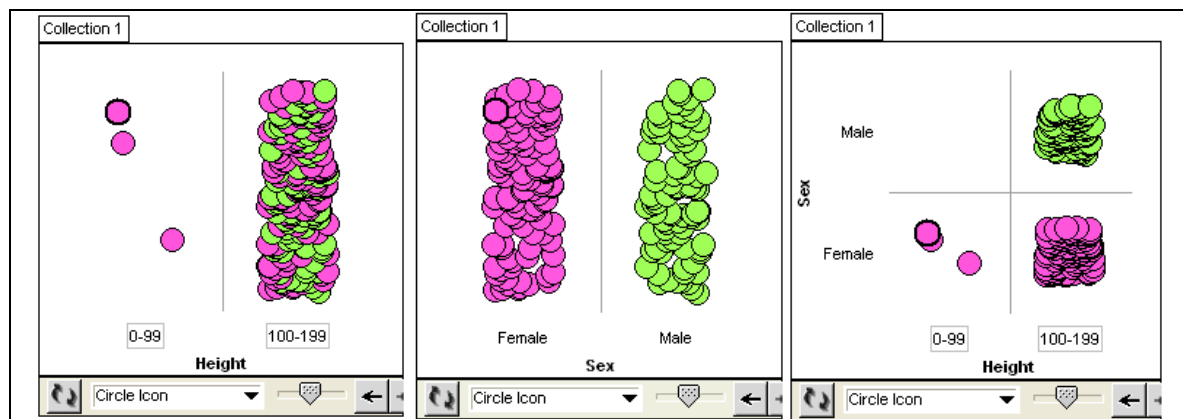 Collection 1
0-99
100-199
Height
Circle Icon
Collection 1
Female
Male
Sex
Circle Icon
Collection 1
Male
Sex
Female
0-99
100-199
Height
Circle Icon